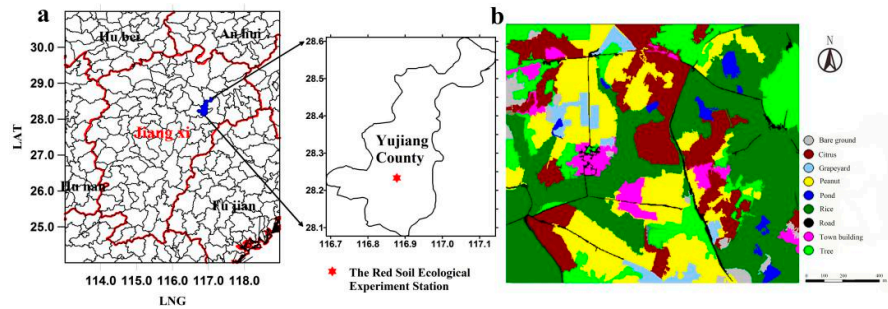 a
Hu bei
An hui
Jiang xi
Hu nan
Fu jian
LAT
30.0
29.0
28.0
27.0
26.0
25.0
114.0 115.0 116.0 117.0 118.0
LNG
28.6
28.5
28.4
28.3
28.2
28.1
Yujiang
County
116.7 116.8 116.9 117.0 117.1
The Red Soil Ecological
Experiment Station
b
N
Bare ground
Citrus
Grapeyard
Peanut
Pond
Rice
Road
Town building
Tree
0 100 200 400